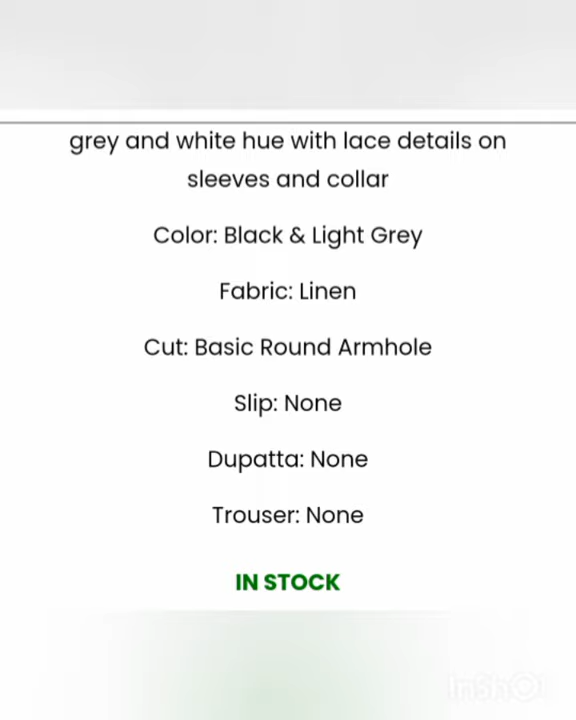 grey and white hue with lace details on
sleeves and collar
Color: Black & Light Grey
Fabric: Linen
Cut: Basic Round Armhole
Slip: None
Dupatta: None
Trouser: None
IN STOCK
InShOt